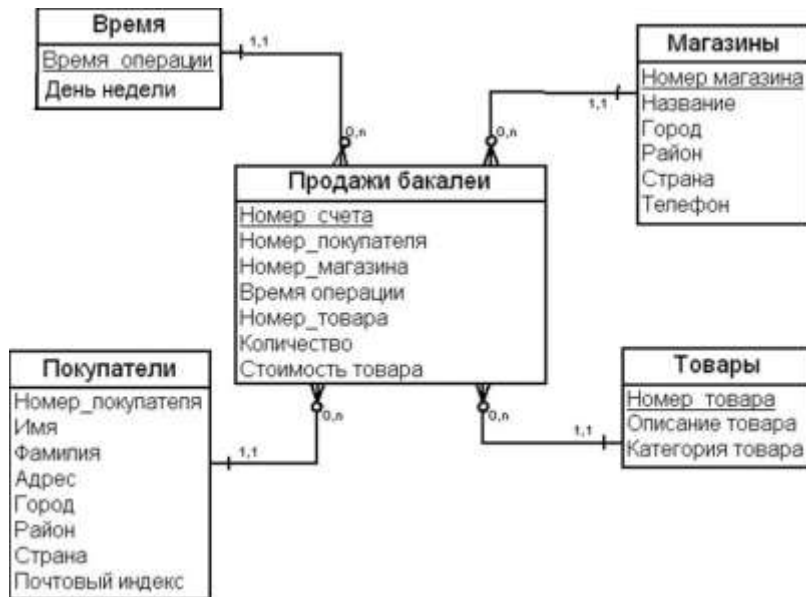 Время
Время_операции
День недели
1,1
0,n
Магазины
Номер магазина
Название
Город
Район
Страна
Телефон
1,1
0,n
Продажи бакалеи
Номер_счета
Номер_покупателя
Номер_магазина
Время операции
Номер_товара
Количество
Стоимость товара
Покупатели
Номер_покупателя
Имя
Фамилия
Адрес
Город
Район
Страна
Почтовый индекс
1,1
0,n
Товары
Номер_товара
Описание товара
Категория товара
1,1
0,n